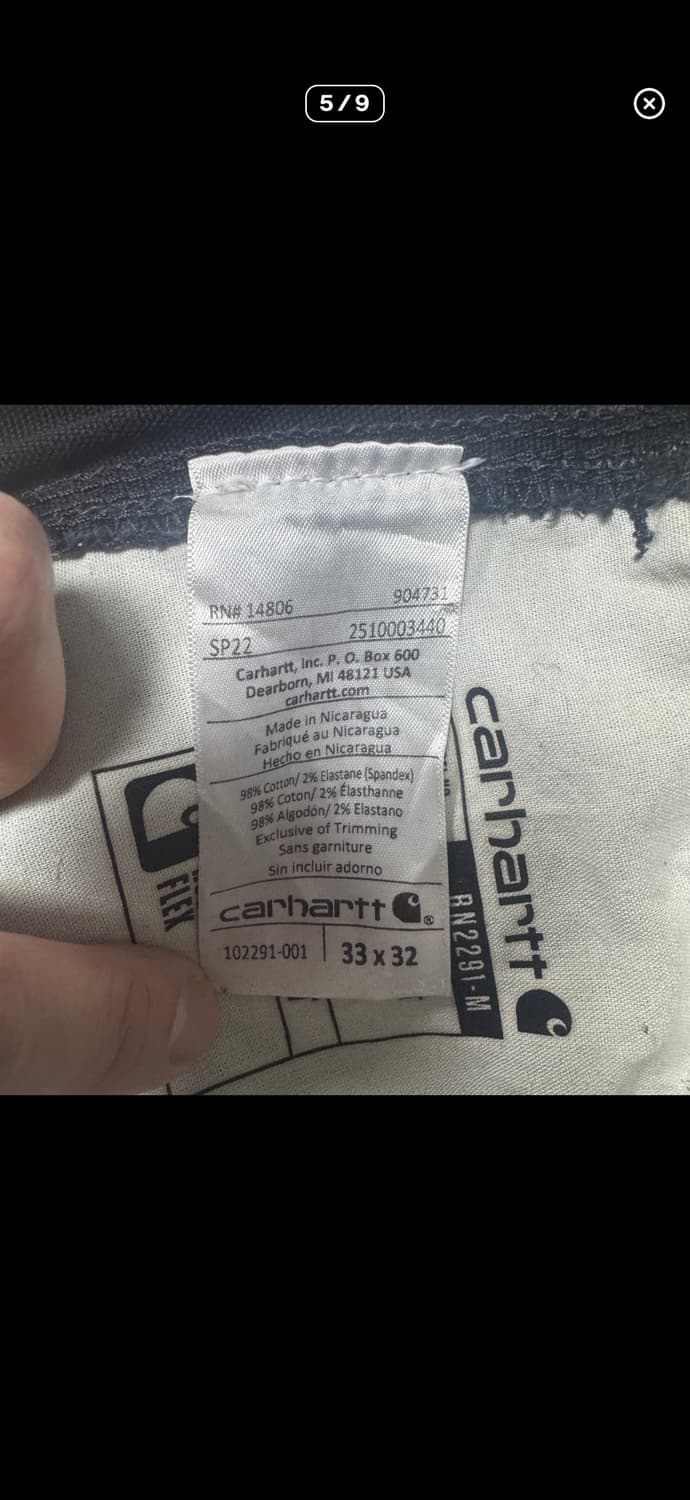 5/9
RN# 14806 904731
SP22 2510003440
Carhartt, Inc. P. O. Box 600
Dearborn, MI 48121 USA
carhartt.com
Made in Nicaragua
Fabriqué au Nicaragua
Hecho en Nicaragua
98% Cotton/ 2% Elastane (Spandex)
98% Coton/ 2% Élasthanne
98% Algodón/ 2% Elastano
Exclusive of Trimming
Sans garniture
Sin incluir adorno
carhartt ®
102291-001 33 x 32
FLEX
BN2291-M
carhartt